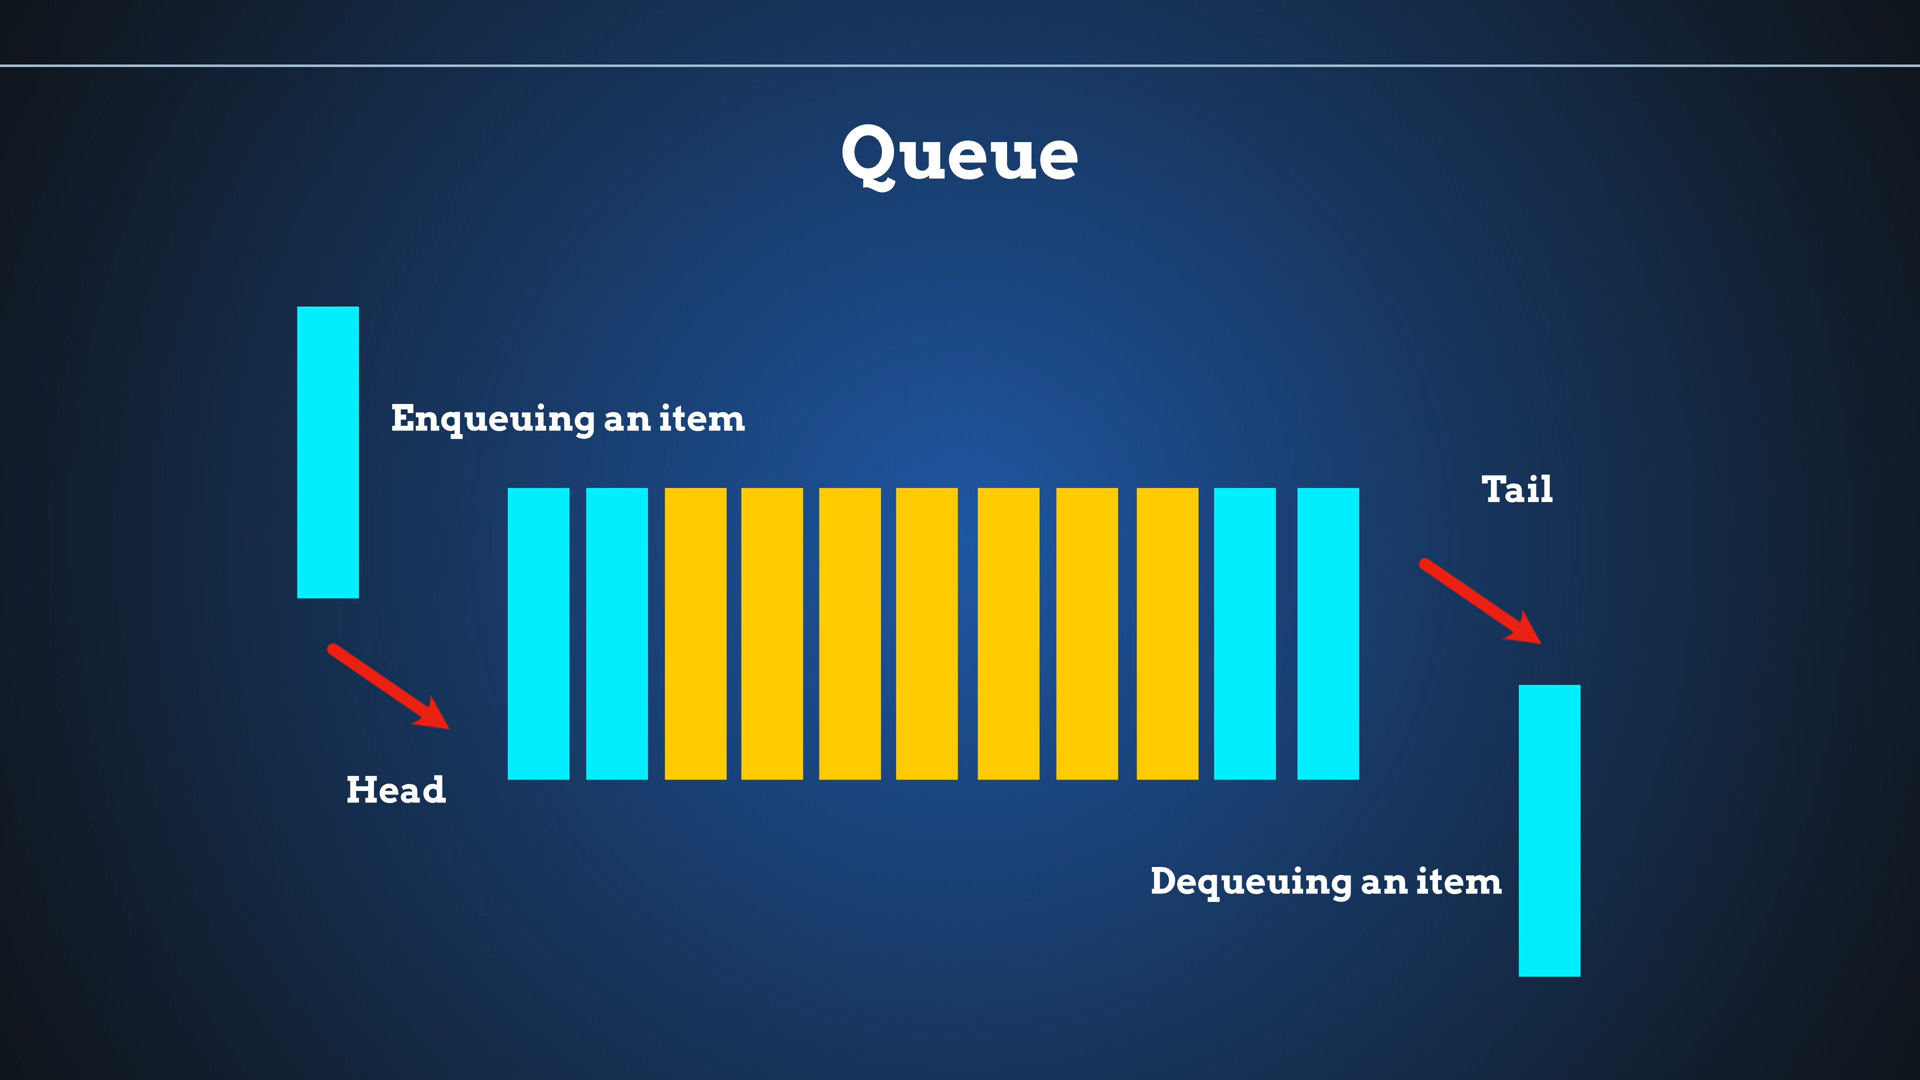 Queue
Enqueuing an item
Tail
Head
Dequeuing an item